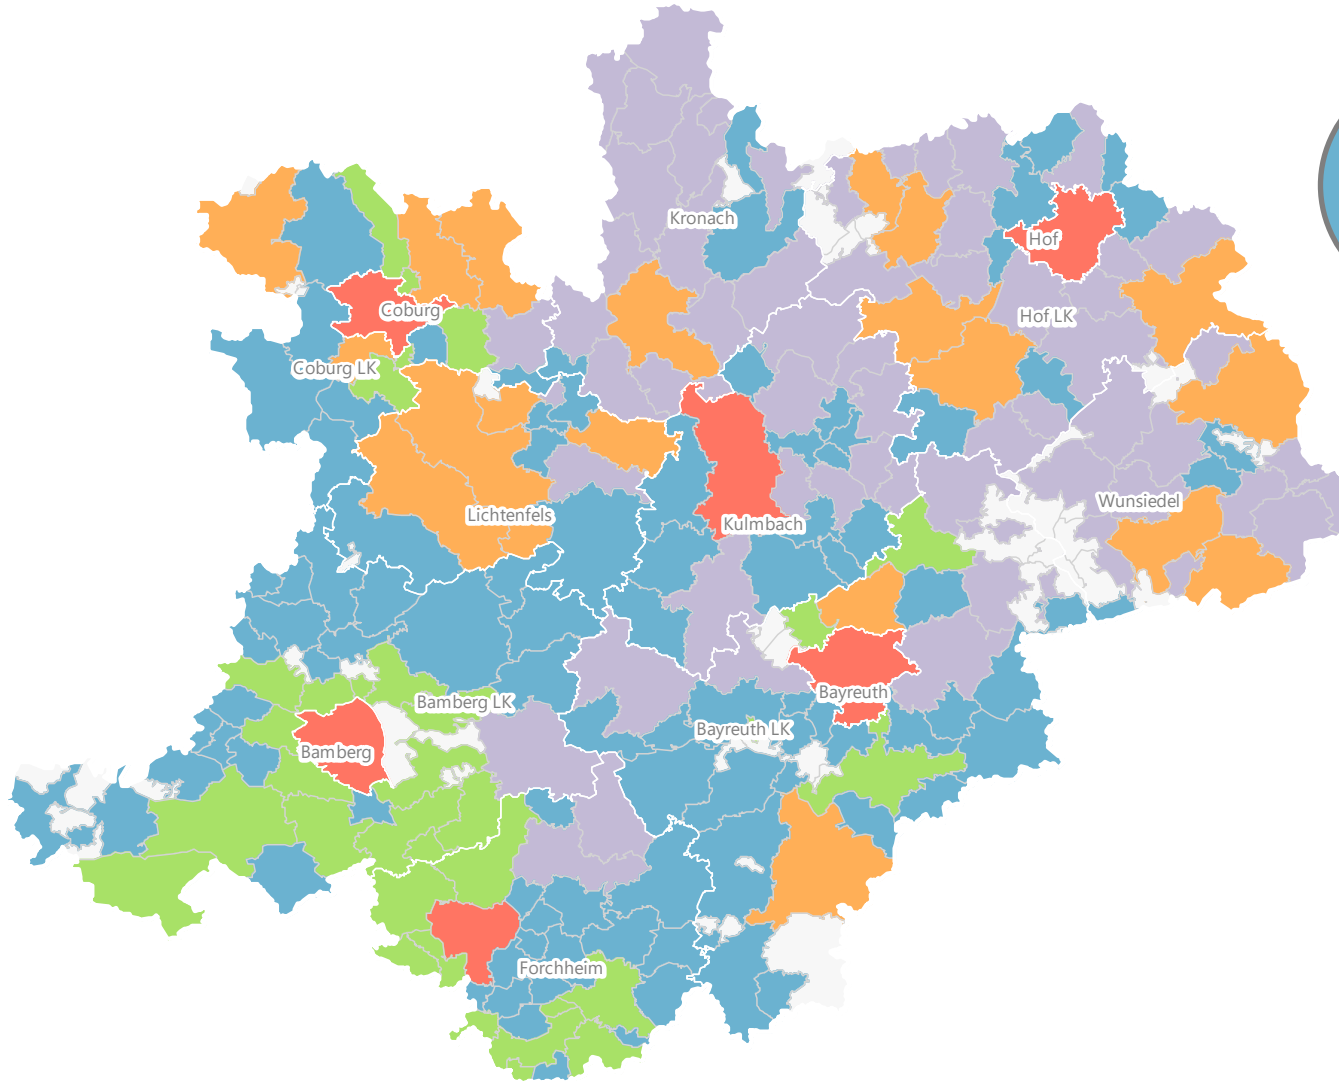 Kronach
Hof
Coburg
Hof LK
Coburg LK
Wunsiedel
Lichtenfels
Kulmbach
Bayreuth
Bamberg LK
Bayreuth LK
Bamberg
Forchheim